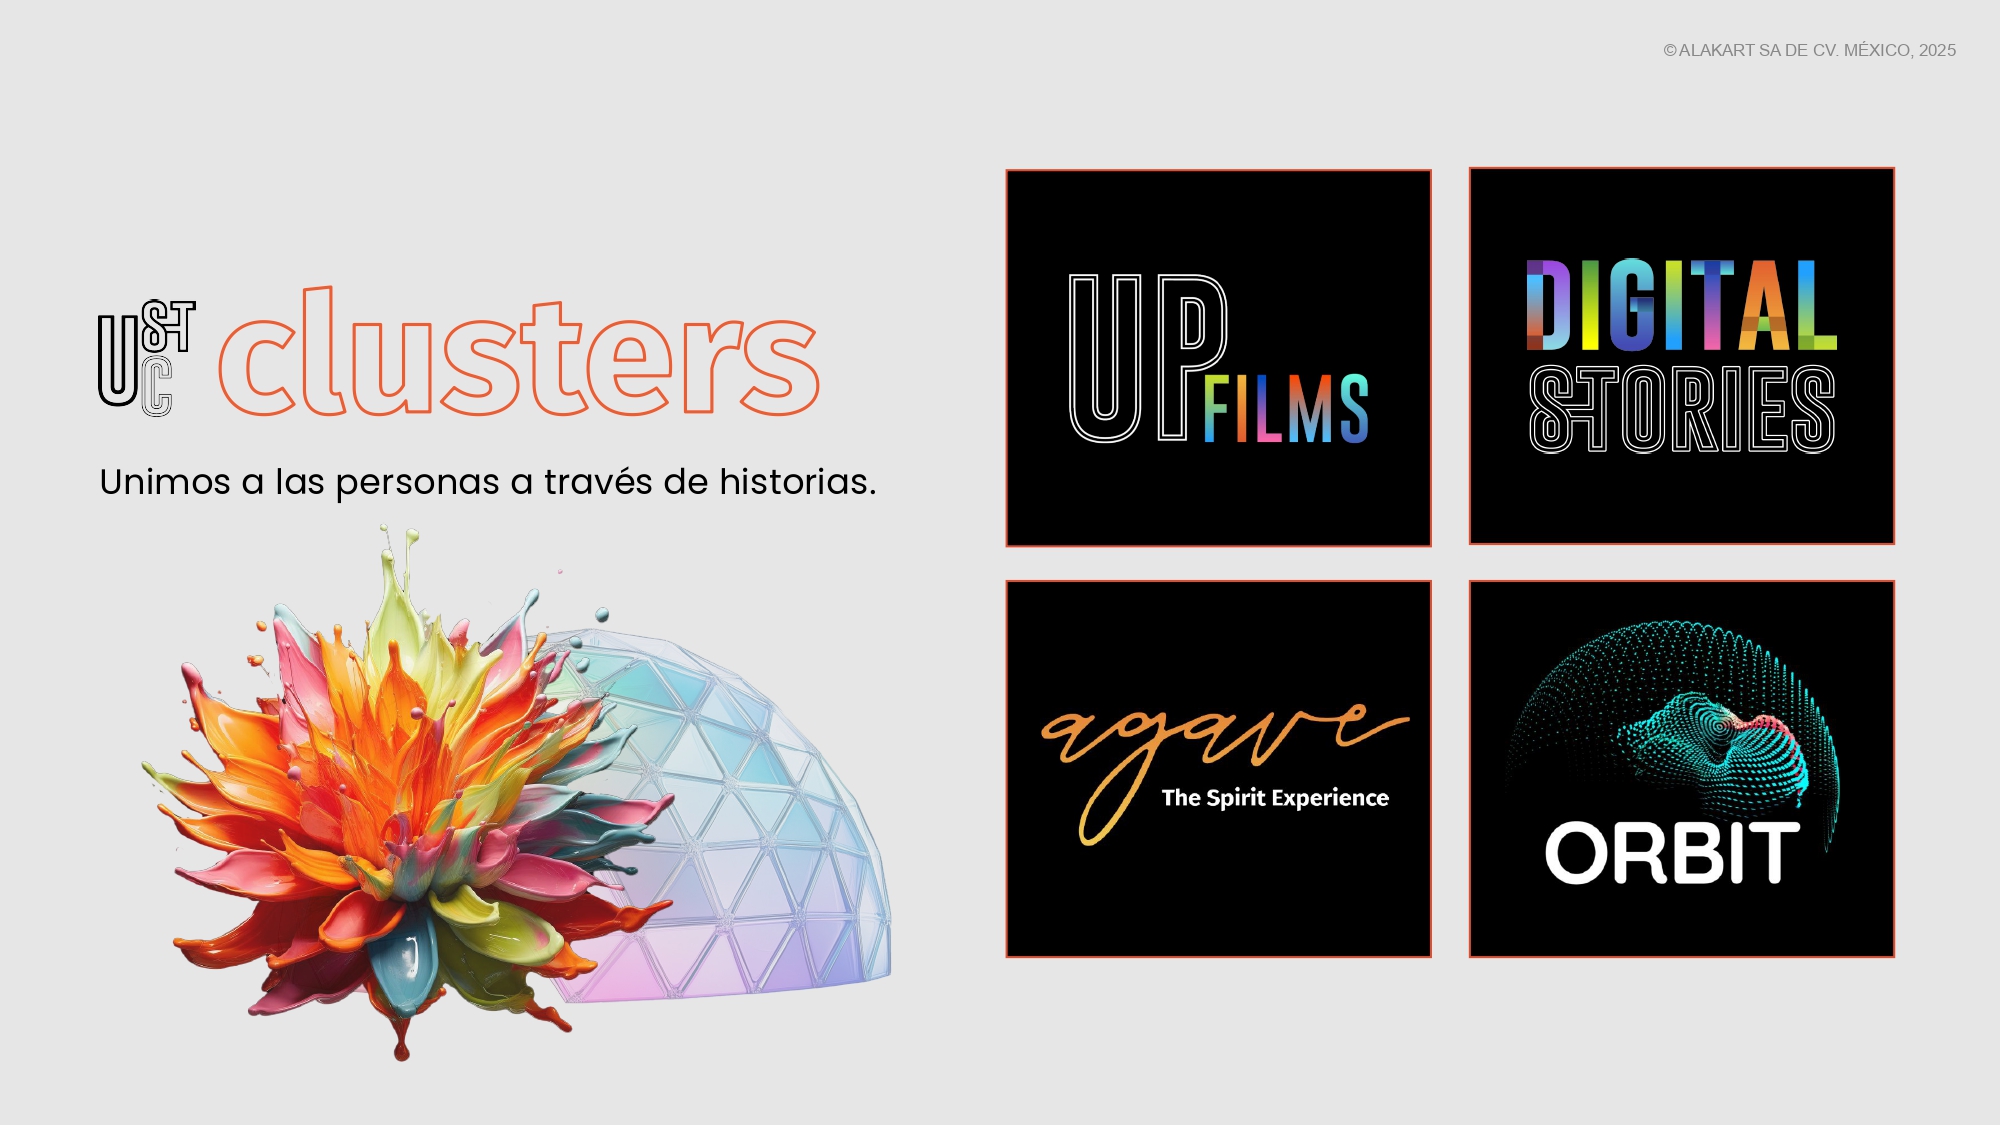 © ALAKART SA DE CV. MÉXICO, 2025
U&T
C
clusters
Unimos a las personas a través de historias.
UP
FILMS
DIGITAL
STORIES
agave
The Spirit Experience
ORBIT